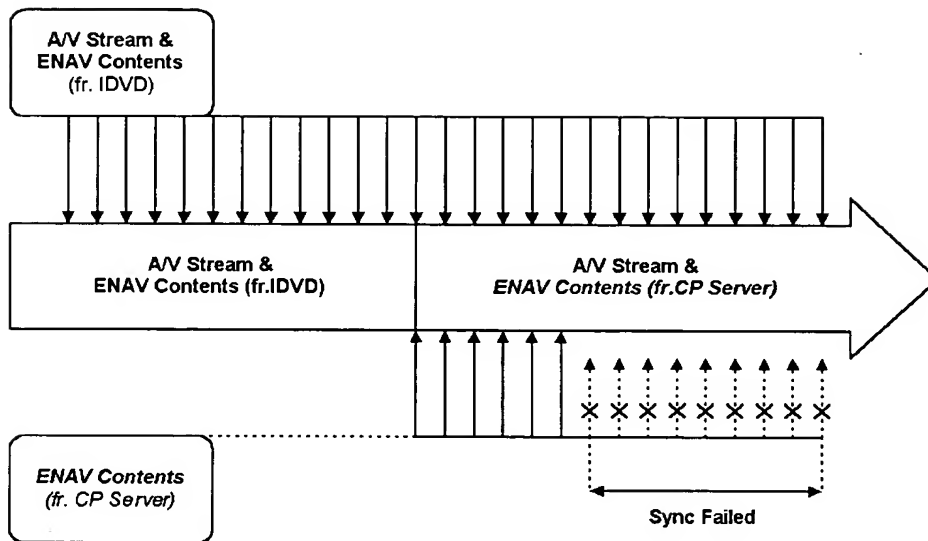 A/V Stream &
ENAV Contents
(fr. IDVD)
A/V Stream &
ENAV Contents (fr.IDVD)
A/V Stream &
ENAV Contents (fr.CP Server)
ENAV Contents
(fr. CP Server)
Sync Failed